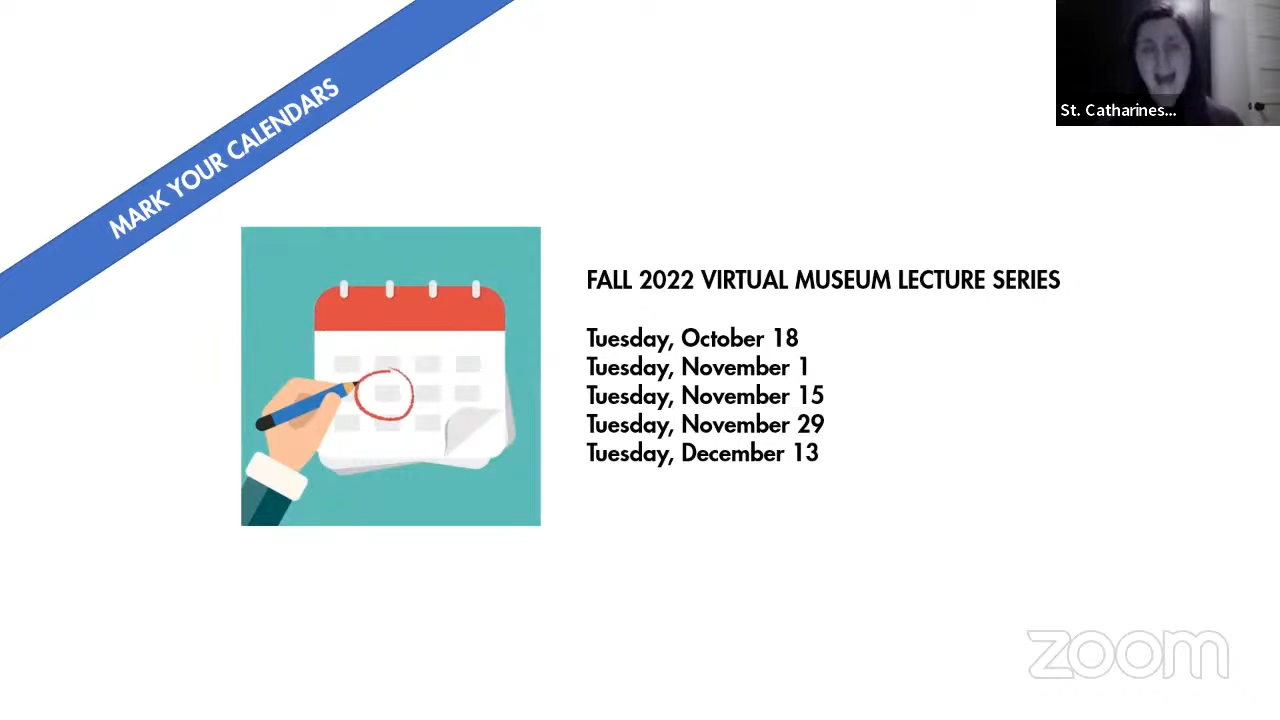 MARK YOUR CALENDARS
St. Catharines...
FALL 2022 VIRTUAL MUSEUM LECTURE SERIES
Tuesday, October 18
Tuesday, November 1
Tuesday, November 15
Tuesday, November 29
Tuesday, December 13
zoom